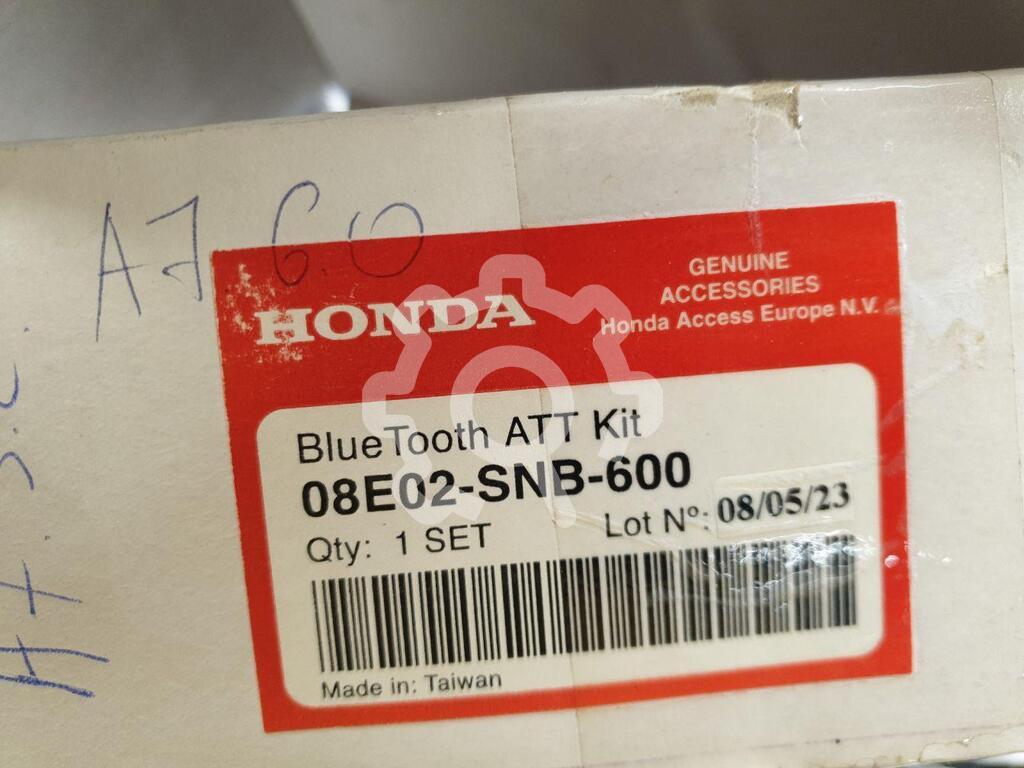 A7 6.0
HONDA
GENUINE
ACCESSORIES
Honda Access Europe N.V.
BlueTooth ATT Kit
08E02-SNB-600
Qty: 1 SET
Lot Nº: 08/05/23
Made in: Taiwan